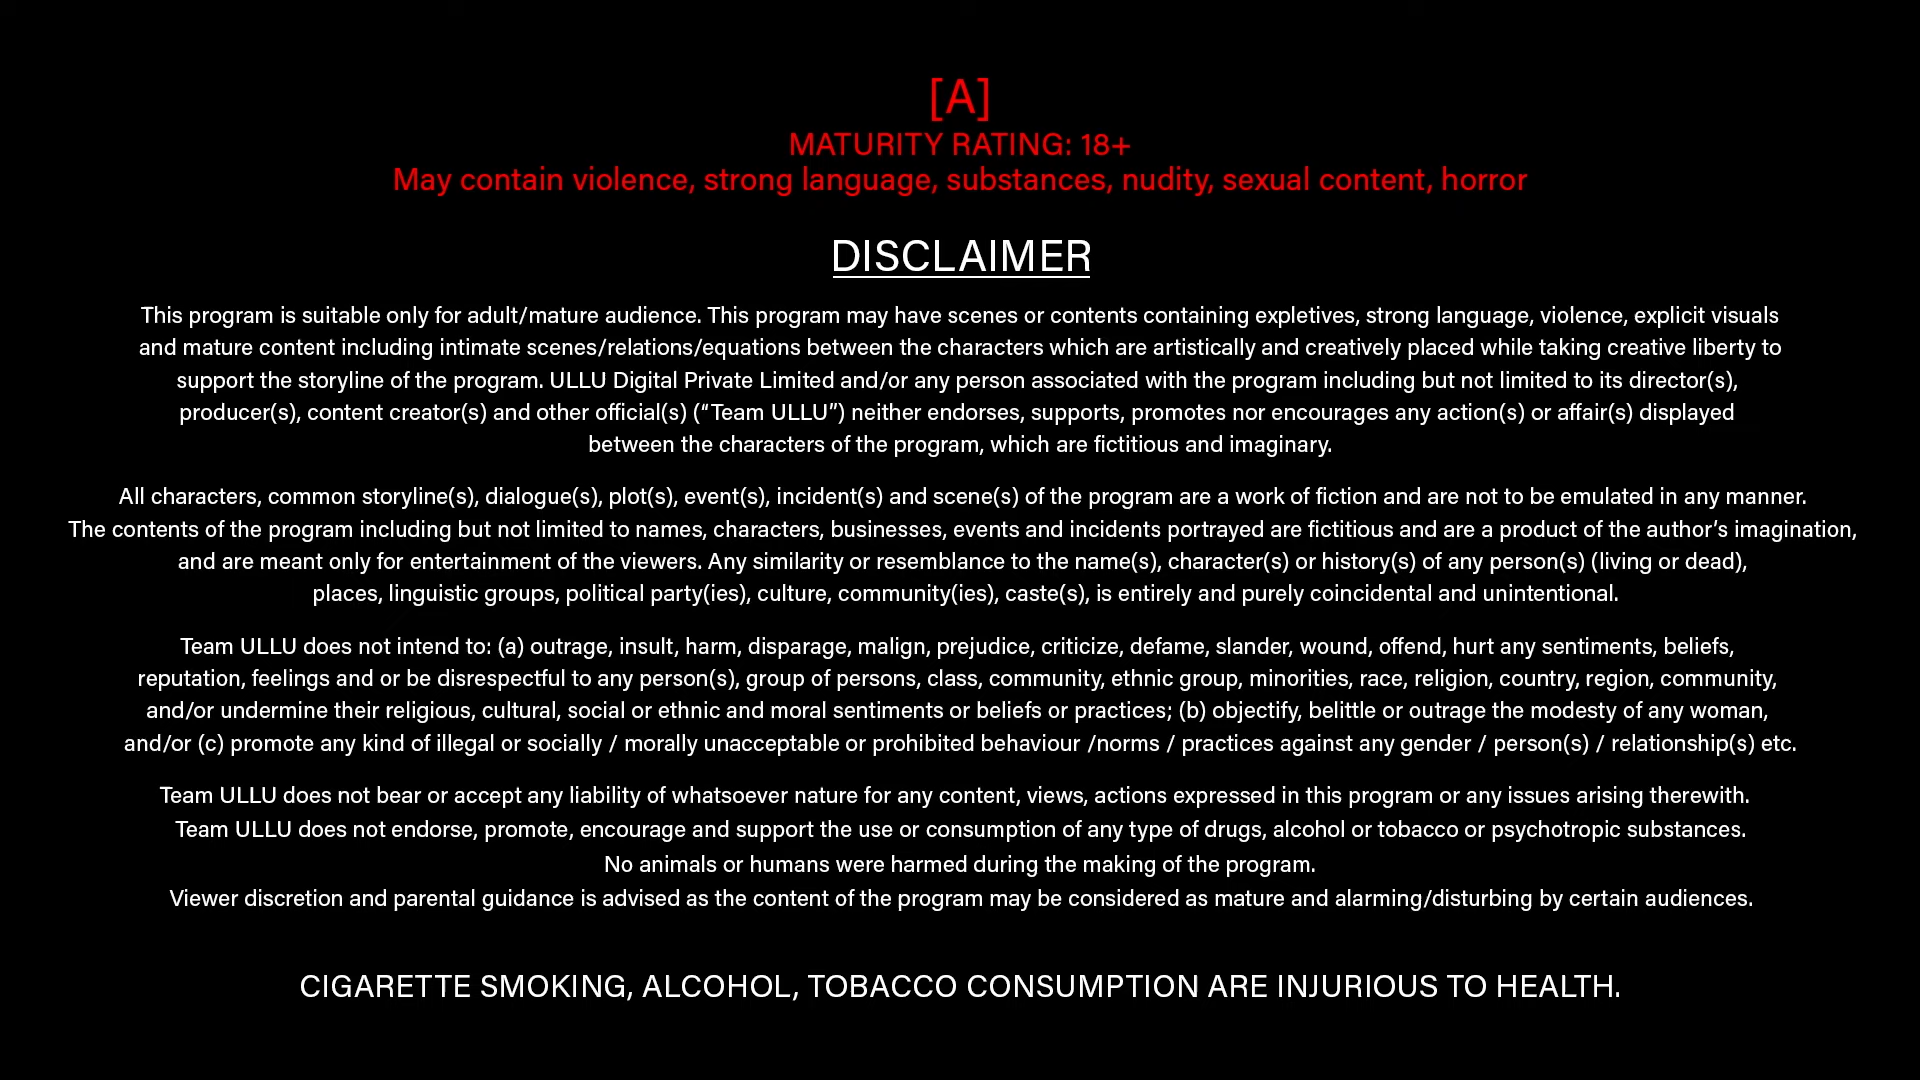 [A]
MATURITY RATING: 18+
May contain violence, strong language, substances, nudity, sexual content, horror
DISCLAIMER
This program is suitable only for adult/mature audience. This program may have scenes or contents containing expletives, strong language, violence, explicit visuals
and mature content including intimate scenes/relations/equations between the characters which are artistically and creatively placed while taking creative liberty to
support the storyline of the program. ULLU Digital Private Limited and/or any person associated with the program including but not limited to its director(s),
producer(s), content creator(s) and other official(s) (“Team ULLU”) neither endorses, supports, promotes nor encourages any action(s) or affair(s) displayed
between the characters of the program, which are fictitious and imaginary.
All characters, common storyline(s), dialogue(s), plot(s), event(s), incident(s) and scene(s) of the program are a work of fiction and are not to be emulated in any manner.
The contents of the program including but not limited to names, characters, businesses, events and incidents portrayed are fictitious and are a product of the author’s imagination,
and are meant only for entertainment of the viewers. Any similarity or resemblance to the name(s), character(s) or history(s) of any person(s) (living or dead),
places, linguistic groups, political party(ies), culture, community(ies), caste(s), is entirely and purely coincidental and unintentional.
Team ULLU does not intend to: (a) outrage, insult, harm, disparage, malign, prejudice, criticize, defame, slander, wound, offend, hurt any sentiments, beliefs,
reputation, feelings and or be disrespectful to any person(s), group of persons, class, community, ethnic group, minorities, race, religion, country, region, community,
and/or undermine their religious, cultural, social or ethnic and moral sentiments or beliefs or practices; (b) objectify, belittle or outrage the modesty of any woman,
and/or (c) promote any kind of illegal or socially / morally unacceptable or prohibited behaviour /norms / practices against any gender / person(s) / relationship(s) etc.
Team ULLU does not bear or accept any liability of whatsoever nature for any content, views, actions expressed in this program or any issues arising therewith.
Team ULLU does not endorse, promote, encourage and support the use or consumption of any type of drugs, alcohol or tobacco or psychotropic substances.
No animals or humans were harmed during the making of the program.
Viewer discretion and parental guidance is advised as the content of the program may be considered as mature and alarming/disturbing by certain audiences.
CIGARETTE SMOKING, ALCOHOL, TOBACCO CONSUMPTION ARE INJURIOUS TO HEALTH.